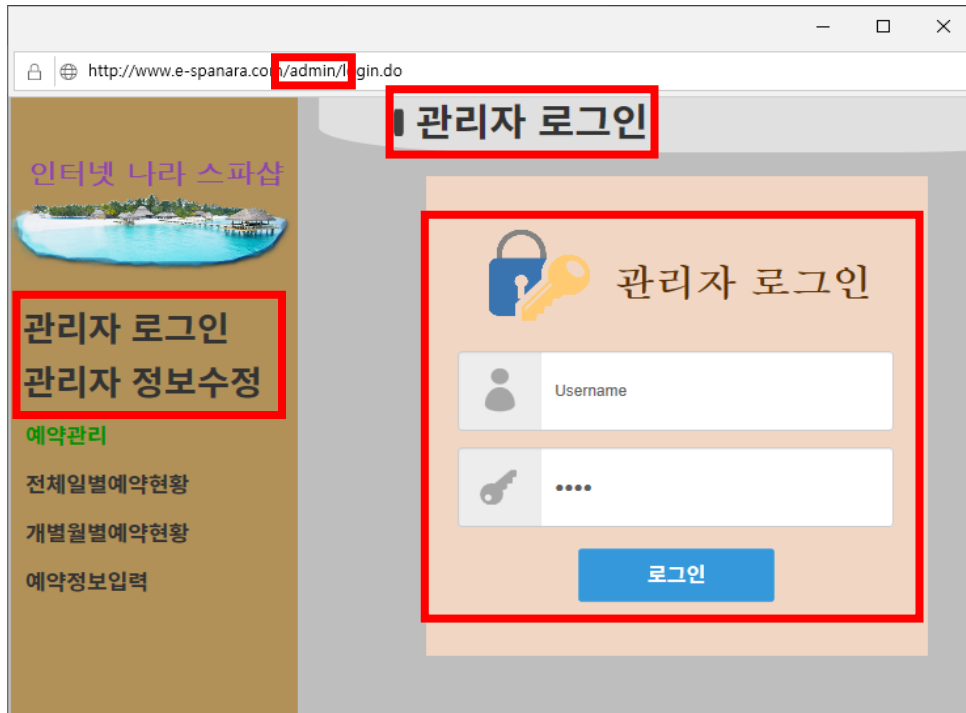 http://www.e-spanara.com/admin/login.do
관리자 로그인
인터넷 나라 스파샵
관리자 로그인
관리자 정보수정
예약관리
전체일별예약현황
개별월별예약현황
예약정보입력
관리자 로그인
Username
••••
로그인